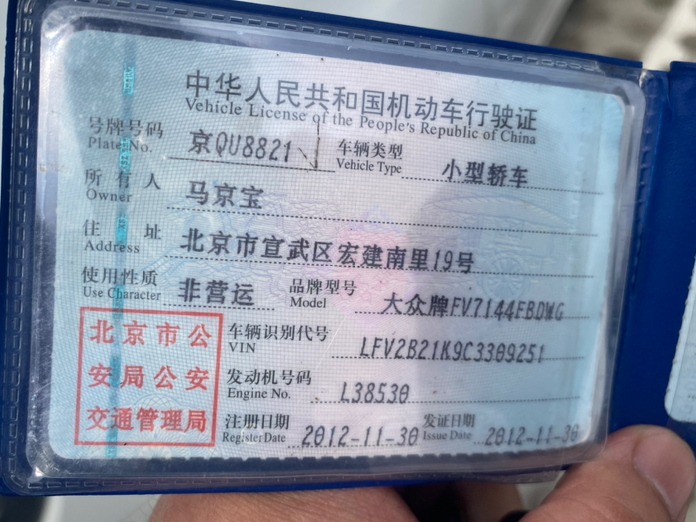 中华人民共和国机动车行驶证
Vehicle License of the People's Republic of China
号牌号码 京QU8821 车辆类型 小型轿车
Plate No. Vehicle Type
所有人 马京宝
Owner
住址 北京市宣武区宏建南里19号
Address
使用性质 非营运 品牌型号 大众牌FV7144FBDWG
Use Character Model
北京市公
安局公安
交通管理局
车辆识别代号 LFV2B21K9C3309251
VIN
发动机号码 L38530
Engine No.
注册日期 2012-11-30 发证日期 2012-11-30
Register Date Issue Date